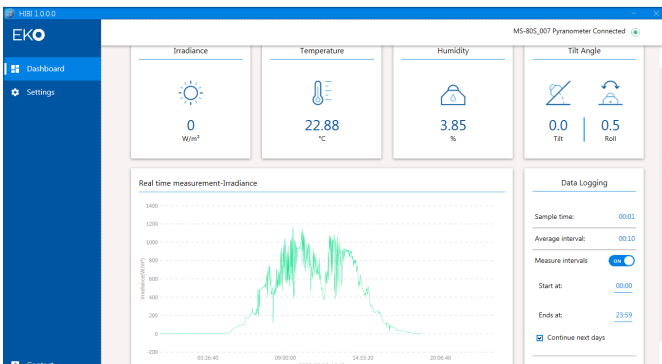 HIBI 1.0.0.0
EKO
MS-80S_007 Pyranometer Connected
Dashboard
Settings
Irradiance
0
W/m²
Temperature
22.88
°C
Humidity
3.85
%
Tilt Angle
0.0 0.5
Tilt Roll
Real time measurement-Irradiance
Irradiance(W/m²)
1400
1200
1000
800
600
400
200
0
-200
03:26:40 09:00:00 14:33:20 20:06:40
Data Logging
Sample time: 00:01
Average interval: 00:10
Measure intervals ON
Start at: 00:00
Ends at: 23:59
Continue next days
Contact